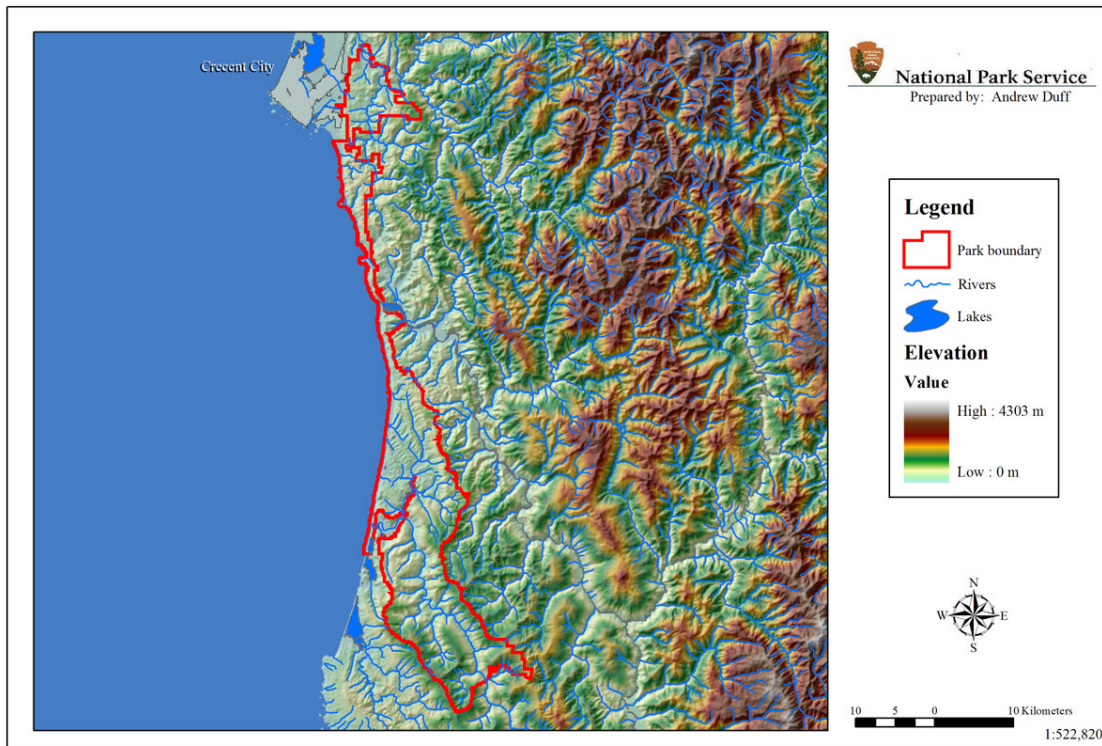 Crecent City
National Park Service
Prepared by: Andrew Duff
Legend
Park boundary
Rivers
Lakes
Elevation
Value
High : 4303 m
Low : 0 m
N
W E
S
10 5 0 10 Kilometers
1:522,820